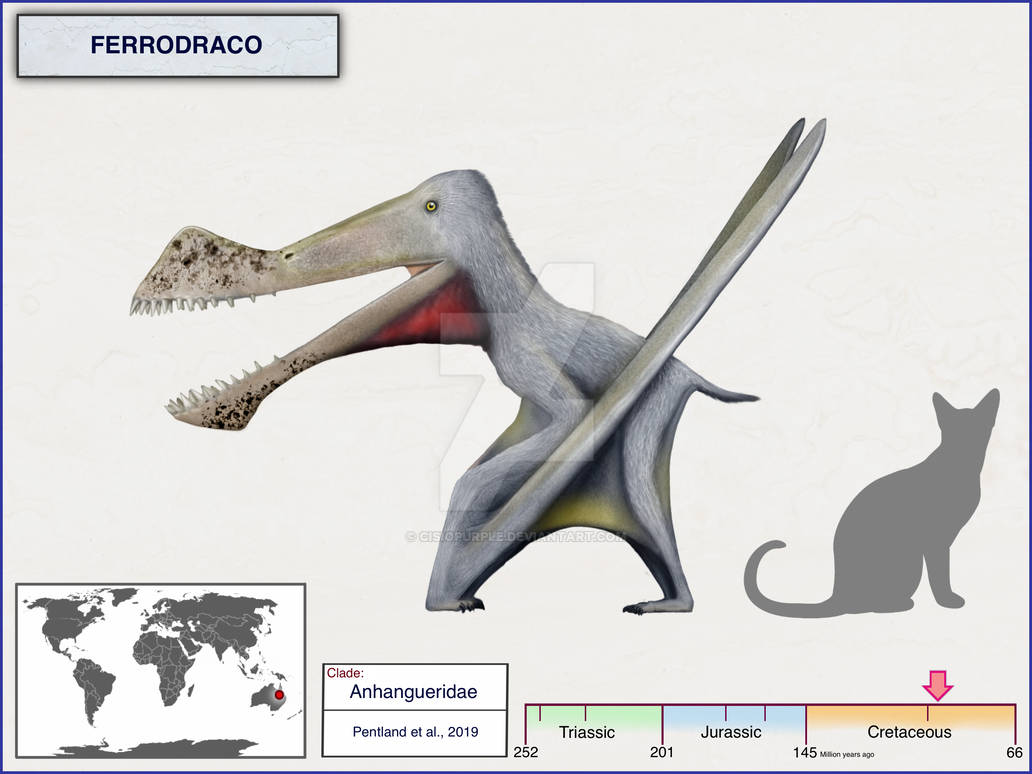 FERRODRACO
© CISIOPURPLE.DEVIANTART.COM
Clade:
Anhangueridae
Pentland et al., 2019
Triassic
Jurassic
Cretaceous
252
201
145 Million years ago
66